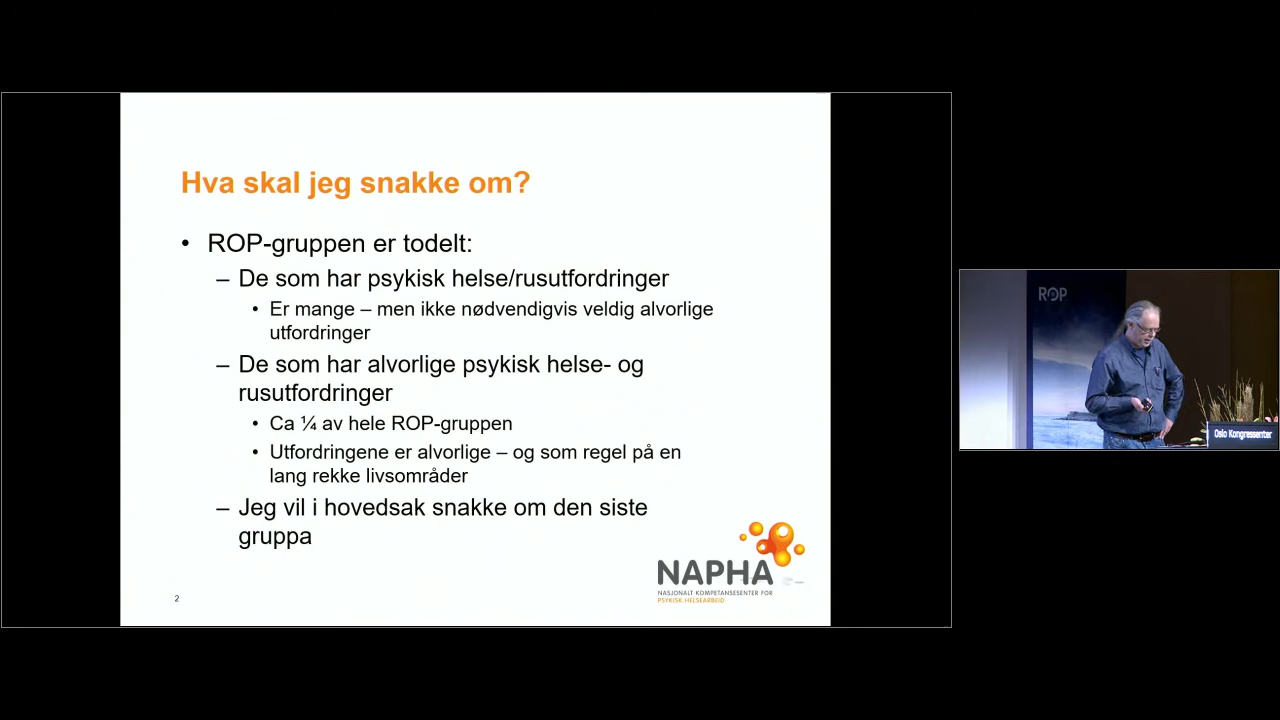 Hva skal jeg snakke om?
• ROP-gruppen er todelt:
– De som har psykisk helse/rusutfordringer
• Er mange – men ikke nødvendigvis veldig alvorlige
utfordringer
– De som har alvorlige psykisk helse- og
rusutfordringer
• Ca ¼ av hele ROP-gruppen
• Utfordringene er alvorlige – og som regel på en
lang rekke livsområder
– Jeg vil i hovedsak snakke om den siste
gruppa
2
NAPHA
NASJONALT KOMPETANSESENTER FOR
PSYKISK HELSEARBEID
ROP
Oslo Kongressenter